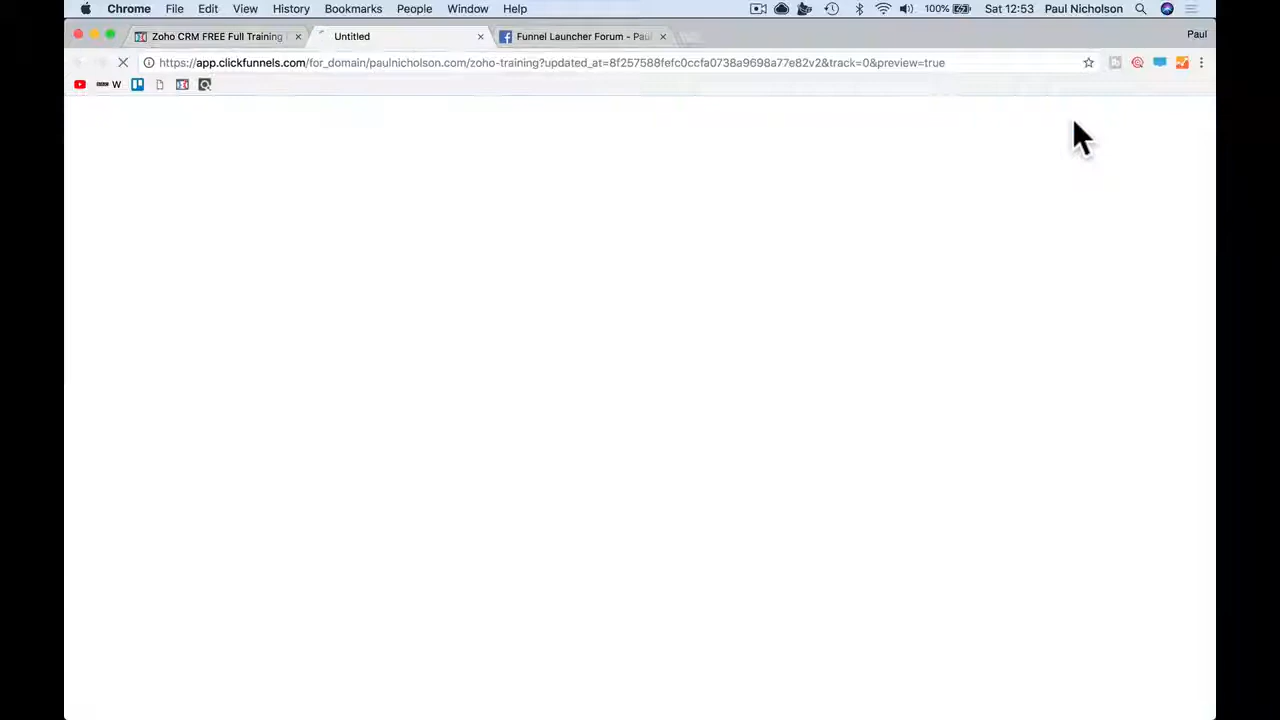 Chrome File Edit View History Bookmarks People Window Help 100% Sat 12:53 Paul Nicholson
Zoho CRM FREE Full Training Untitled Funnel Launcher Forum - Paul Paul
https://app.clickfunnels.com/for_domain/paulnicholson.com/zoho-training?updated_at=8f257588fefc0ccfa0738a9698a77e82v2&track=0&preview=true
W